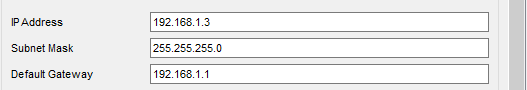 IP Address 192.168.1.3
Subnet Mask 255.255.255.0
Default Gateway 192.168.1.1